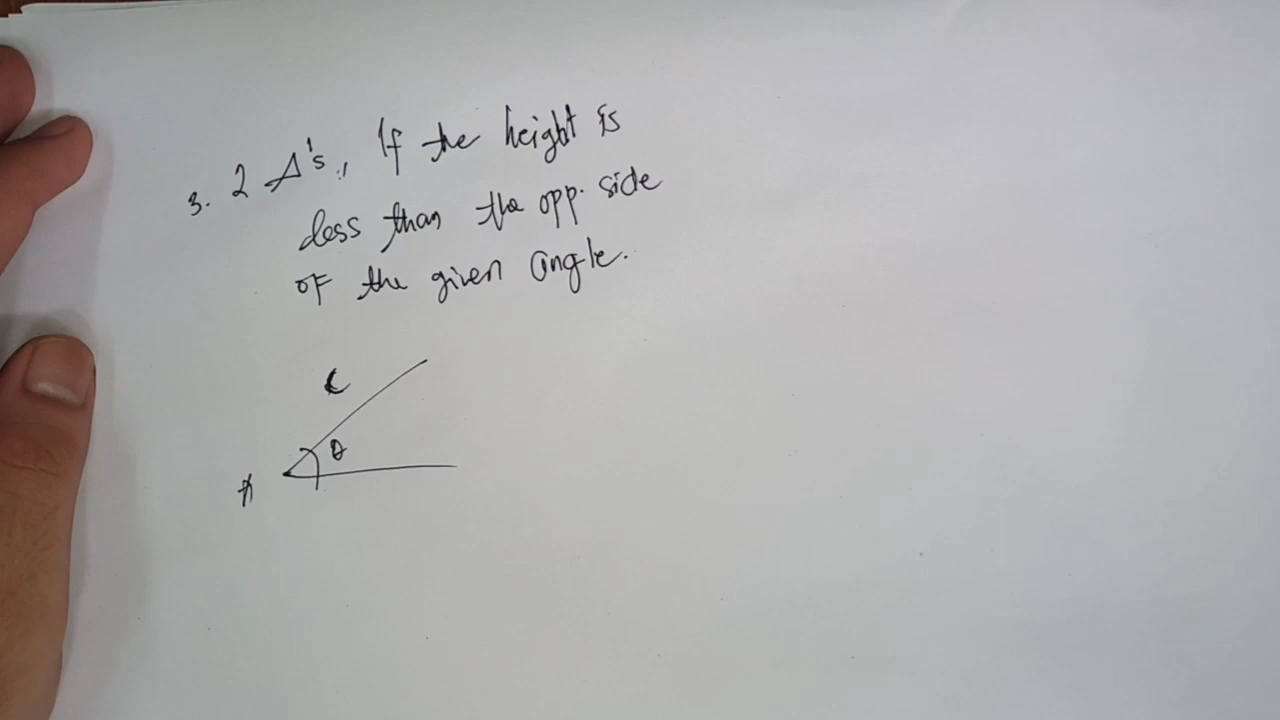 3. 2 Δ's, If the height is
less than the opp. side
of the given angle.
c
θ
A